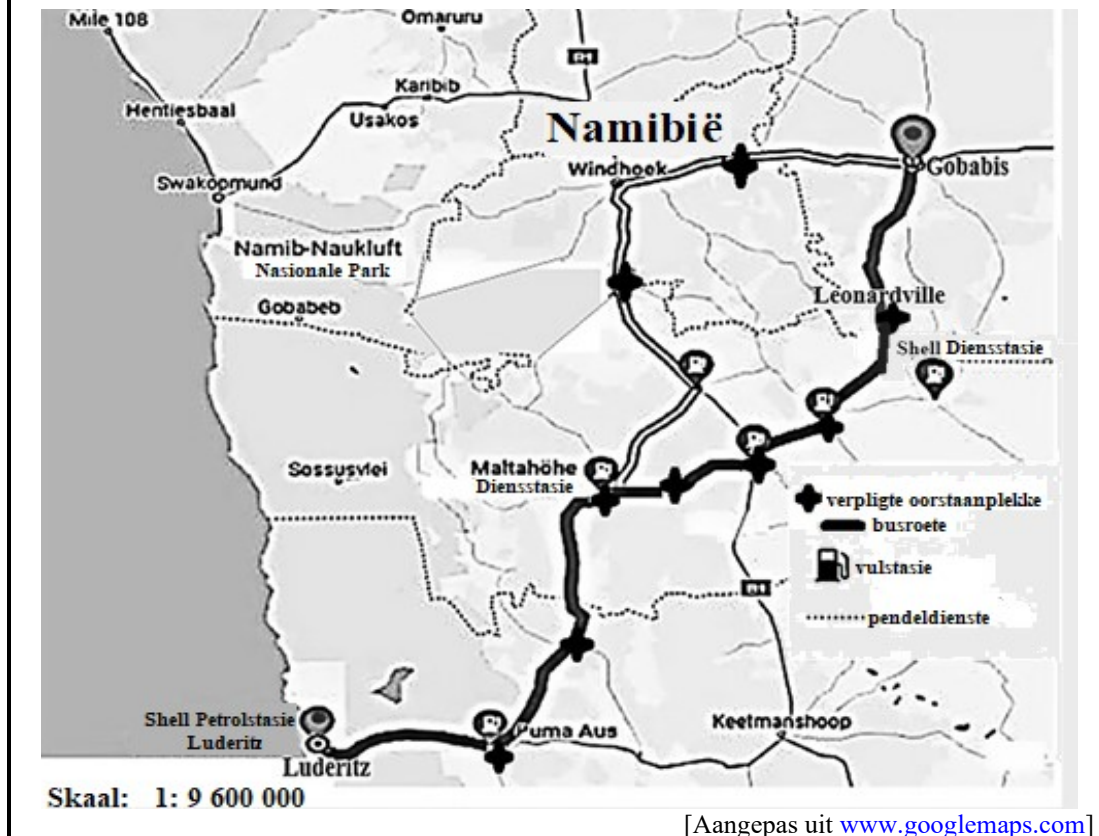 Mile 108
Omaruru
B1
Karibib
Hentiesbaai
Usakos
Namibië
Windhoek
Gobabis
Swakopmund
Namib-Naukluft
Nasionale Park
Leonardville
Gobabeb
Shell Diensstasie
Sossusvlei
Maltahöhe
Diensstasie
verpligte oorstaanplekke
busroete
vulstasie
B1
pendeldienste
Shell Petrolstasie
Luderitz
Puma Aus
Keetmanshoop
Luderitz
Skaal: 1: 9 600 000
[Aangepas uit www.googlemaps.com]